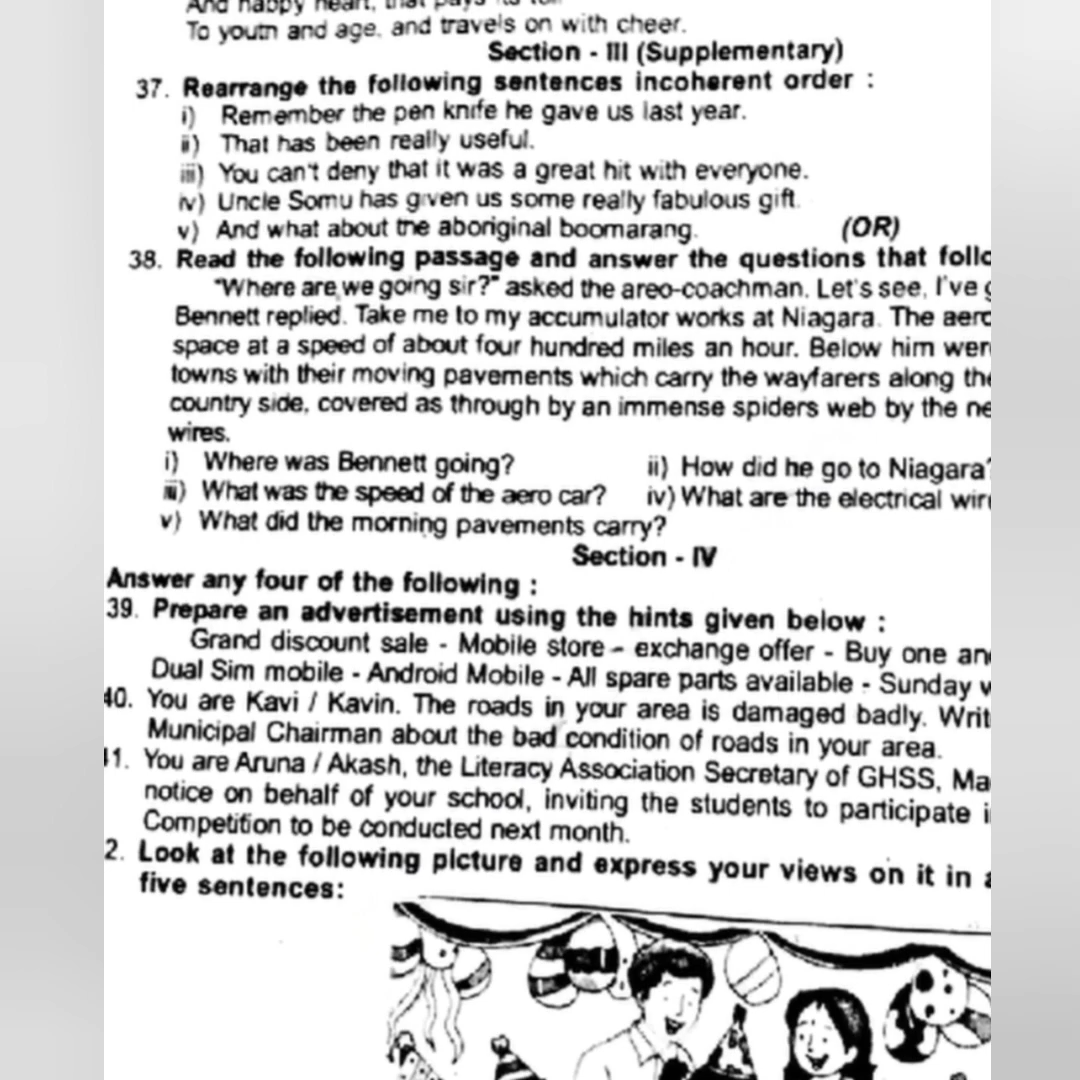 And happy heart, that pays its toll
To youth and age, and travels on with cheer.
Section - III (Supplementary)
37. Rearrange the following sentences incoherent order :
i) Remember the pen knife he gave us last year.
ii) That has been really useful.
iii) You can't deny that it was a great hit with everyone.
iv) Uncle Somu has given us some really fabulous gift.
v) And what about the aboriginal boomarang. (OR)
38. Read the following passage and answer the questions that follo
"Where are we going sir?" asked the areo-coachman. Let's see, I've g
Bennett replied. Take me to my accumulator works at Niagara. The aero
space at a speed of about four hundred miles an hour. Below him wer
towns with their moving pavements which carry the wayfarers along the
country side, covered as through by an immense spiders web by the ne
wires.
i) Where was Bennett going? ii) How did he go to Niagara?
iii) What was the speed of the aero car? iv) What are the electrical wir
v) What did the morning pavements carry?
Section - IV
Answer any four of the following :
39. Prepare an advertisement using the hints given below :
Grand discount sale - Mobile store - exchange offer - Buy one an
Dual Sim mobile - Android Mobile - All spare parts available - Sunday w
40. You are Kavi / Kavin. The roads in your area is damaged badly. Writ
Municipal Chairman about the bad condition of roads in your area.
41. You are Aruna / Akash, the Literacy Association Secretary of GHSS, Ma
notice on behalf of your school, inviting the students to participate i
Competition to be conducted next month.
2. Look at the following picture and express your views on it in a
five sentences: